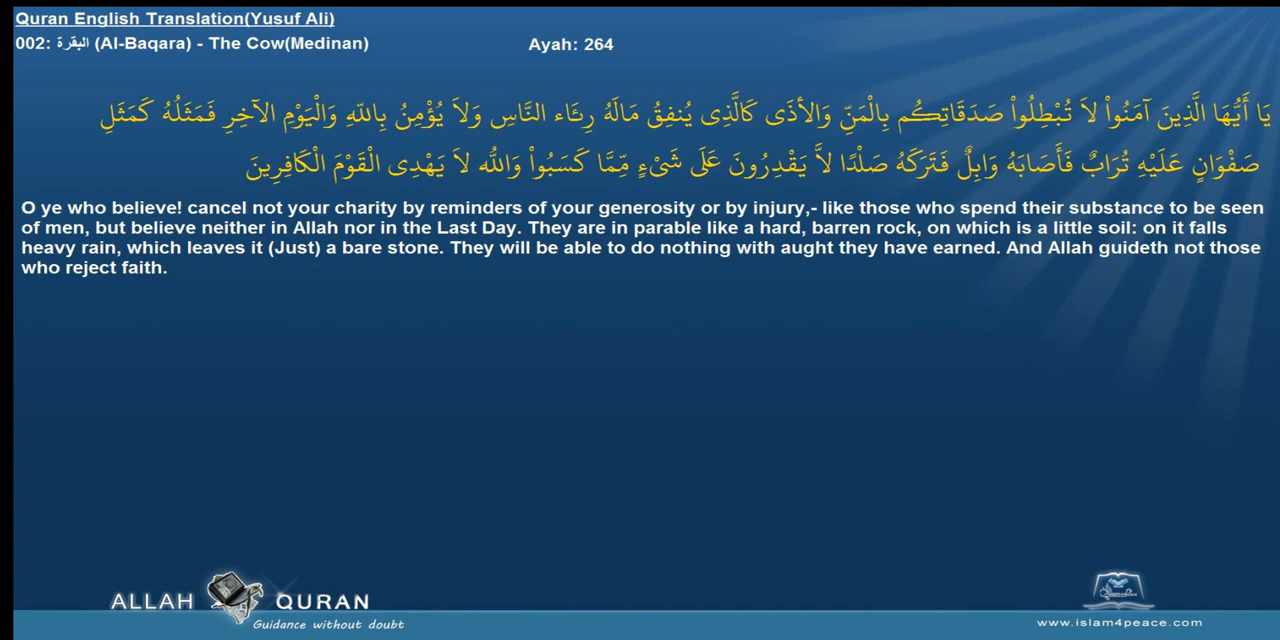 Quran English Translation(Yusuf Ali)
002: البقرة (Al-Baqara) - The Cow(Medinan) Ayah: 264
يَا أَيُّهَا الَّذِينَ آمَنُواْ لاَ تُبْطِلُواْ صَدَقَاتِكُم بِالْمَنِّ وَالأذَى كَالَّذِى يُنفِقُ مَالَهُ رِئَاء النَّاسِ وَلاَ يُؤْمِنُ بِاللّهِ وَالْيَوْمِ الآخِرِ فَمَثَلُهُ كَمَثَلِ
صَفْوَانٍ عَلَيْهِ تُرَابٌ فَأَصَابَهُ وَابِلٌ فَتَرَكَهُ صَلْدًا لاَّ يَقْدِرُونَ عَلَى شَىْءٍ مِّمَّا كَسَبُواْ وَاللّه لاَ يَهْدِى الْقَوْمَ الْكَافِرِينَ
O ye who believe! cancel not your charity by reminders of your generosity or by injury,- like those who spend their substance to be seen
of men, but believe neither in Allah nor in the Last Day. They are in parable like a hard, barren rock, on which is a little soil: on it falls
heavy rain, which leaves it (Just) a bare stone. They will be able to do nothing with aught they have earned. And Allah guideth not those
who reject faith.
ALLAH QURAN
Guidance without doubt
www.islam4peace.com